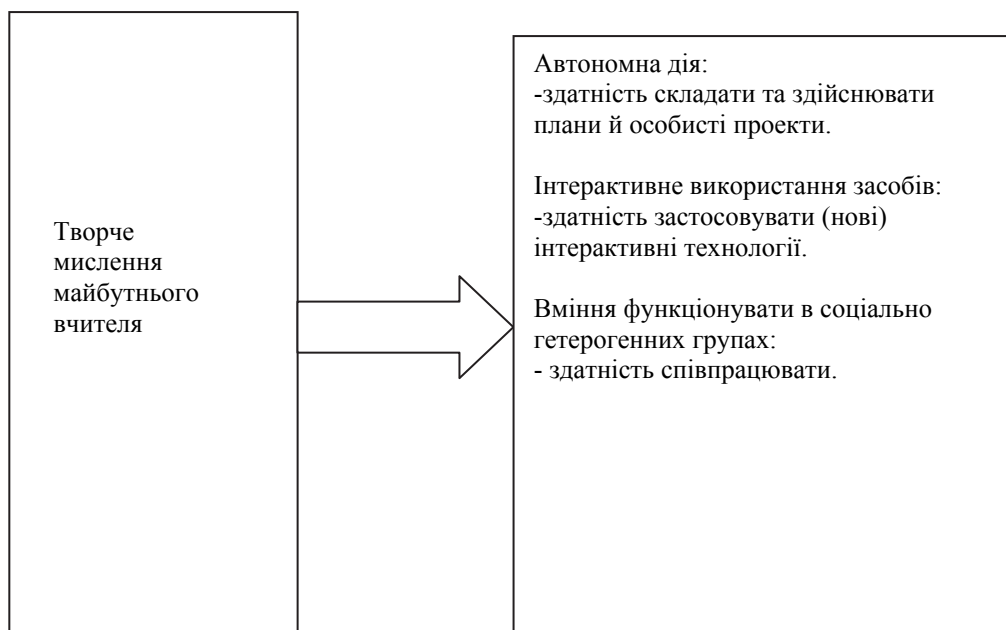 Творче
мислення
майбутнього
вчителя
Автономна дія:
-здатність складати та здійснювати
плани й особисті проекти.
Інтерактивне використання засобів:
-здатність застосовувати (нові)
інтерактивні технології.
Вміння функціонувати в соціально
гетерогенних групах:
- здатність співпрацювати.